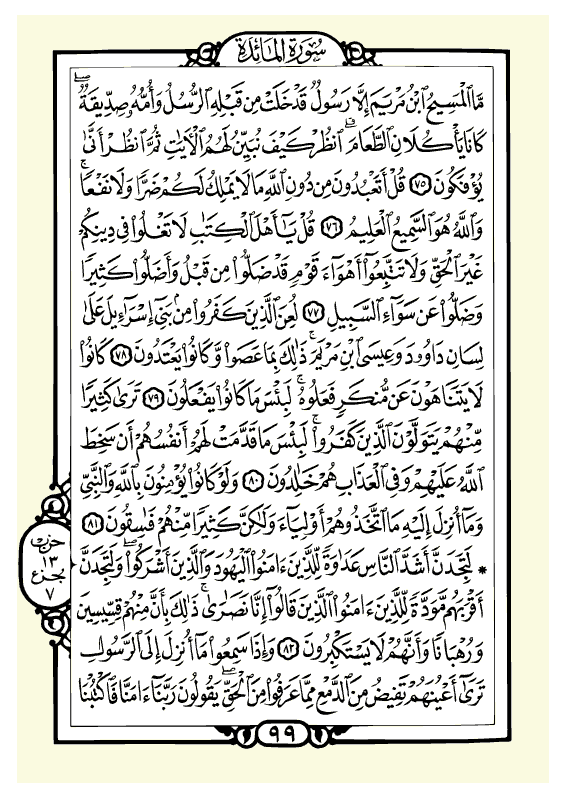 سُورَةُ المَائِدَةِ
مَّا ٱلْمَسِيحُ ٱبْنُ مَرْيَمَ إِلَّا رَسُولٌ قَدْ خَلَتْ مِن قَبْلِهِ ٱلرُّسُلُ وَأُمُّهُۥ صِدِّيقَةٌۖ
كَانَا يَأْكُلَانِ ٱلطَّعَامَۗ ٱنظُرْ كَيْفَ نُبَيِّنُ لَهُمُ ٱلْأٓيَٰتِ ثُمَّ ٱنظُرْ أَنَّىٰ
يُؤْفَكُونَ ٧٥ قُلْ أَتَعْبُدُونَ مِن دُونِ ٱللَّهِ مَا لَا يَمْلِكُ لَكُمْ ضَرًّا وَلَا نَفْعًاۚ
وَٱللَّهُ هُوَ ٱلسَّمِيعُ ٱلْعَلِيمُ ٧٦ قُلْ يَٰٓأَهْلَ ٱلْكِتَٰبِ لَا تَغْلُوا۟ فِى دِينِكُمْ
غَيْرَ ٱلْحَقِّ وَلَا تَتَّبِعُوٓا۟ أَهْوَآءَ قَوْمٍ قَدْ ضَلُّوا۟ مِن قَبْلُ وَأَضَلُّوا۟ كَثِيرًا
وَضَلُّوا۟ عَن سَوَآءِ ٱلسَّبِيلِ ٧٧ لُعِنَ ٱلَّذِينَ كَفَرُوا۟ مِنۢ بَنِىٓ إِسْرَٰٓءِيلَ عَلَىٰ
لِسَانِ دَاوُۥدَ وَعِيسَى ٱبْنِ مَرْيَمَۚ ذَٰلِكَ بِمَا عَصَوا۟ وَّكَانُوا۟ يَعْتَدُونَ ٧٨ كَانُوا۟
لَا يَتَنَاهَوْنَ عَن مُّنكَرٍ فَعَلُوهُۚ لَبِئْسَ مَا كَانُوا۟ يَفْعَلُونَ ٧٩ تَرَىٰ كَثِيرًا
مِّنْهُمْ يَتَوَلَّوْنَ ٱلَّذِينَ كَفَرُوا۟ۚ لَبِئْسَ مَا قَدَّمَتْ لَهُمْ أَنفُسُهُمْ أَن سَخِطَ
ٱللَّهُ عَلَيْهِمْ وَفِى ٱلْعَذَابِ هُمْ خَٰلِدُونَ ٨٠ وَلَوْ كَانُوا۟ يُؤْمِنُونَ بِٱللَّهِ وَٱلنَّبِىِّ
وَمَآ أُنزِلَ إِلَيْهِ مَا ٱتَّخَذُوهُمْ أَوْلِيَآءَ وَلَٰكِنَّ كَثِيرًا مِّنْهُمْ فَٰسِقُونَ ٨١
* لَتَجِدَنَّ أَشَدَّ ٱلنَّاسِ عَدَٰوَةً لِّلَّذِينَ ءَامَنُوا۟ ٱلْيَهُودَ وَٱلَّذِينَ أَشْرَكُوا۟ۖ وَلَتَجِدَنَّ
أَقْرَبَهُم مَّوَدَّةً لِّلَّذِينَ ءَامَنُوا۟ ٱلَّذِينَ قَالُوٓا۟ إِنَّا نَصَٰرَىٰۚ ذَٰلِكَ بِأَنَّ مِنْهُمْ قِسِّيسِينَ
وَرُهْبَانًا وَأَنَّهُمْ لَا يَسْتَكْبِرُونَ ٨٢ وَإِذَا سَمِعُوا۟ مَآ أُنزِلَ إِلَى ٱلرَّسُولِ
تَرَىٰٓ أَعْيُنَهُمْ تَفِيضُ مِنَ ٱلدَّمْعِ مِمَّا عَرَفُوا۟ مِنَ ٱلْحَقِّۖ يَقُولُونَ رَبَّنَآ ءَامَنَّا فَٱكْتُبْنَا
حزب
١٣
بجزء
٧
٩٩